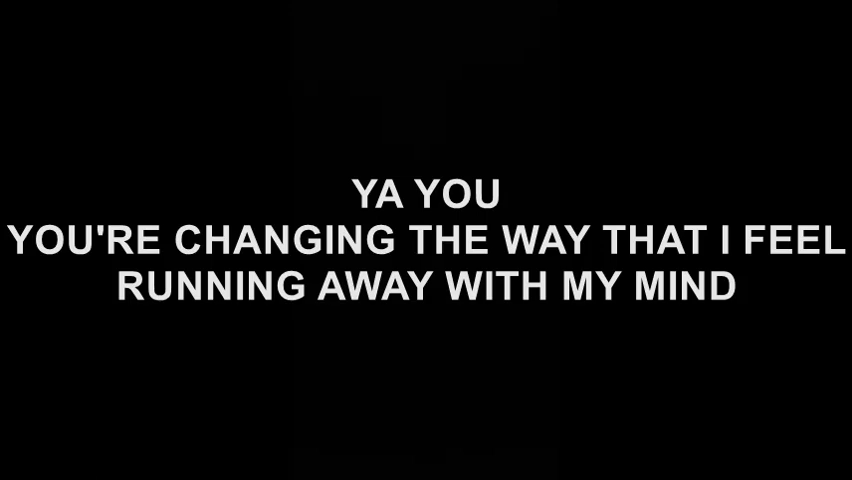 YA YOU
YOU'RE CHANGING THE WAY THAT I FEEL
RUNNING AWAY WITH MY MIND